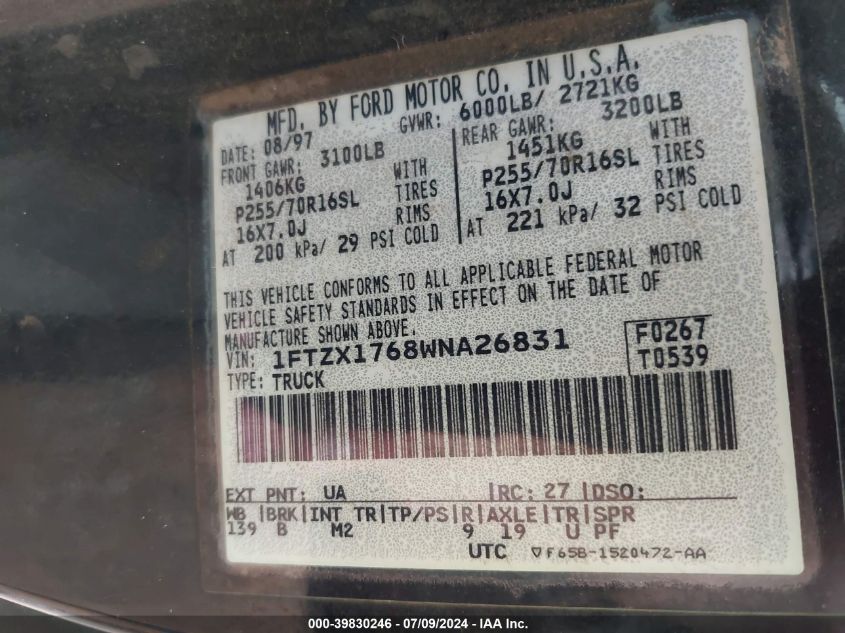 MFD. BY FORD MOTOR CO. IN U.S.A.
DATE: 08/97 GVWR: 6000LB/ 2721KG
FRONT GAWR: 3100LB
1406KG WITH
P255/70R16SL TIRES
16X7.0J RIMS
AT 200 kPa/ 29 PSI COLD
REAR GAWR: 3200LB
1451KG WITH
P255/70R16SL TIRES
16X7.0J RIMS
AT 221 kPa/ 32 PSI COLD
THIS VEHICLE CONFORMS TO ALL APPLICABLE FEDERAL MOTOR
VEHICLE SAFETY STANDARDS IN EFFECT ON THE DATE OF
MANUFACTURE SHOWN ABOVE.
VIN: 1FTZX1768WNA26831
F0267
T0539
TYPE: TRUCK
EXT PNT: UA |RC: 27 |DSO:
WB |BRK|INT TR|TP/PS|R|AXLE|TR|SPR
139 B M2 9 19 U PF
UTC ▽F65B-1520472-AA
000-39830246 - 07/09/2024 - IAAI Inc.